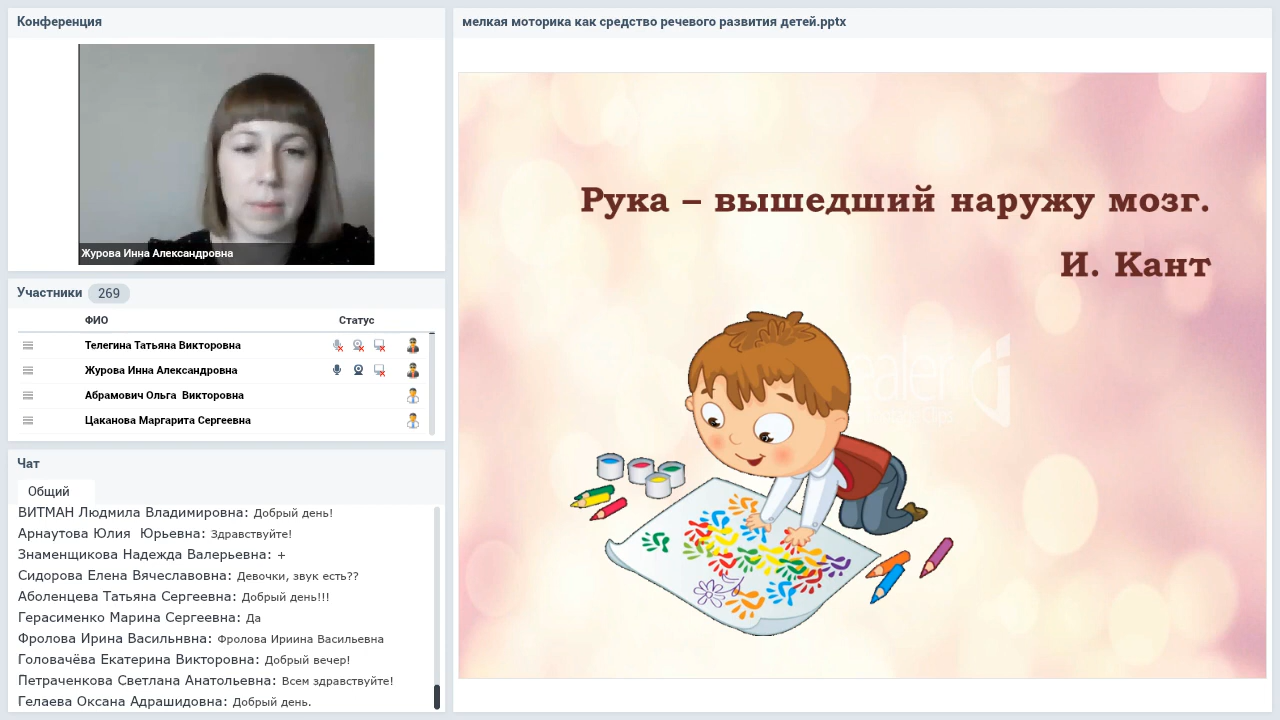 Конференция
Журова Инна Александровна
Участники 269
ФИО Статус
Телегина Татьяна Викторовна
Журова Инна Александровна
Абрамович Ольга Викторовна
Цаканова Маргарита Сергеевна
Чат
Общий
ВИТМАН Людмила Владимировна: Добрый день!
Арнаутова Юлия Юрьевна: Здравствуйте!
Знаменщикова Надежда Валерьевна: +
Сидорова Елена Вячеславовна: Девочки, звук есть??
Аболенцева Татьяна Сергеевна: Добрый день!!!
Герасименко Марина Сергеевна: Да
Фролова Ирина Васильнвна: Фролова Ириина Васильевна
Головачёва Екатерина Викторовна: Добрый вечер!
Петраченкова Светлана Анатольевна: Всем здравствуйте!
Гелаева Оксана Адрашидовна: Добрый день.
мелкая моторика как средство речевого развития детей.pptx
Рука – вышедший наружу мозг.
И. Кант